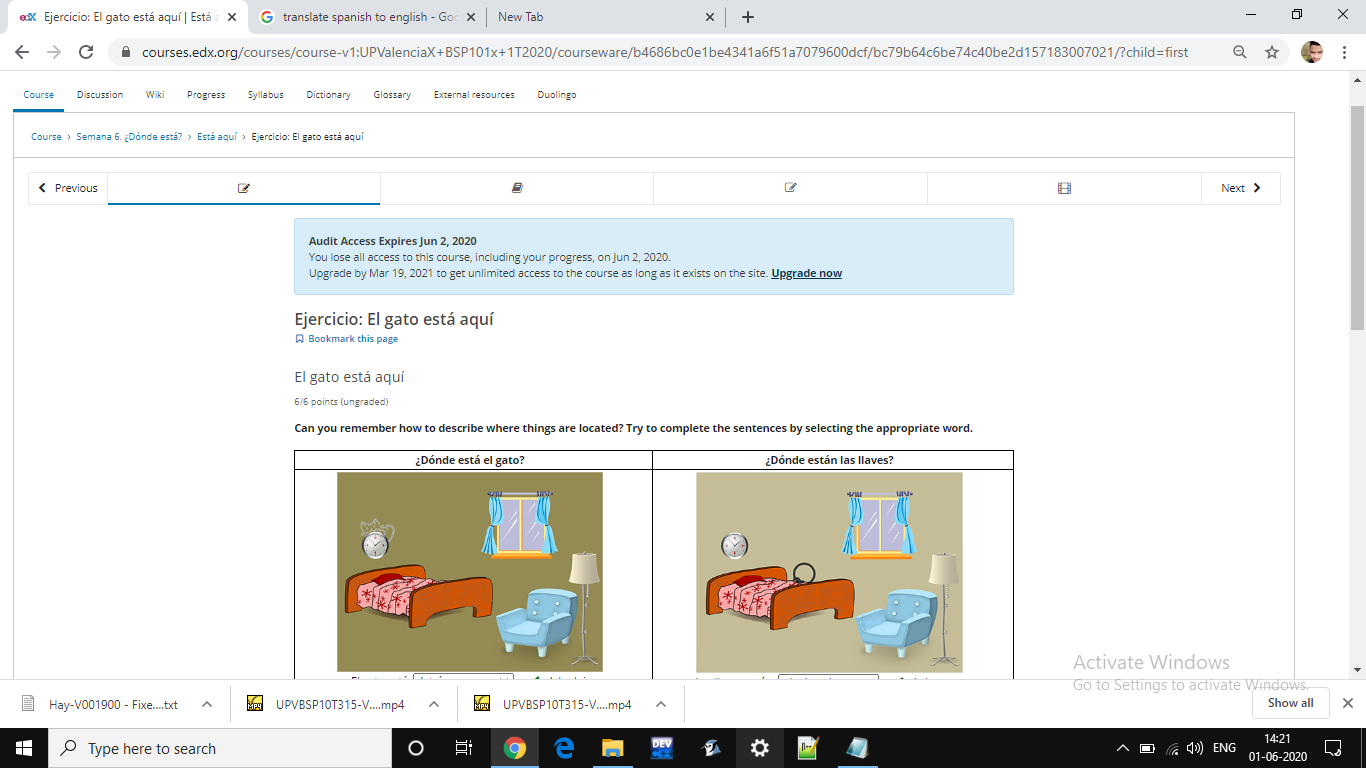 Ejercicio: El gato está aquí | Está
translate spanish to english - Goo
New Tab
courses.edx.org/courses/course-v1:UPValenciaX+BSP101x+1T2020/courseware/b4686bc0e1be4341a6f51a7079600dcf/bc79b64c6be74c40be2d157183007021/?child=first
Course Discussion Wiki Progress Syllabus Dictionary Glossary External resources Duolingo
Course > Semana 6. ¿Dónde está? > Está aquí > Ejercicio: El gato está aquí
Previous
Next
Audit Access Expires Jun 2, 2020
You lose all access to this course, including your progress, on Jun 2, 2020.
Upgrade by Mar 19, 2021 to get unlimited access to the course as long as it exists on the site. Upgrade now
Ejercicio: El gato está aquí
Bookmark this page
El gato está aquí
6/6 points (ungraded)
Can you remember how to describe where things are located? Try to complete the sentences by selecting the appropriate word.
¿Dónde está el gato?
¿Dónde están las llaves?
Activate Windows
Go to Settings to activate Windows.
Hay-V001900 - Fixe....txt
UPVBSP10T315-V....mp4
UPVBSP10T315-V....mp4
Show all
Type here to search
ENG
14:21
01-06-2020